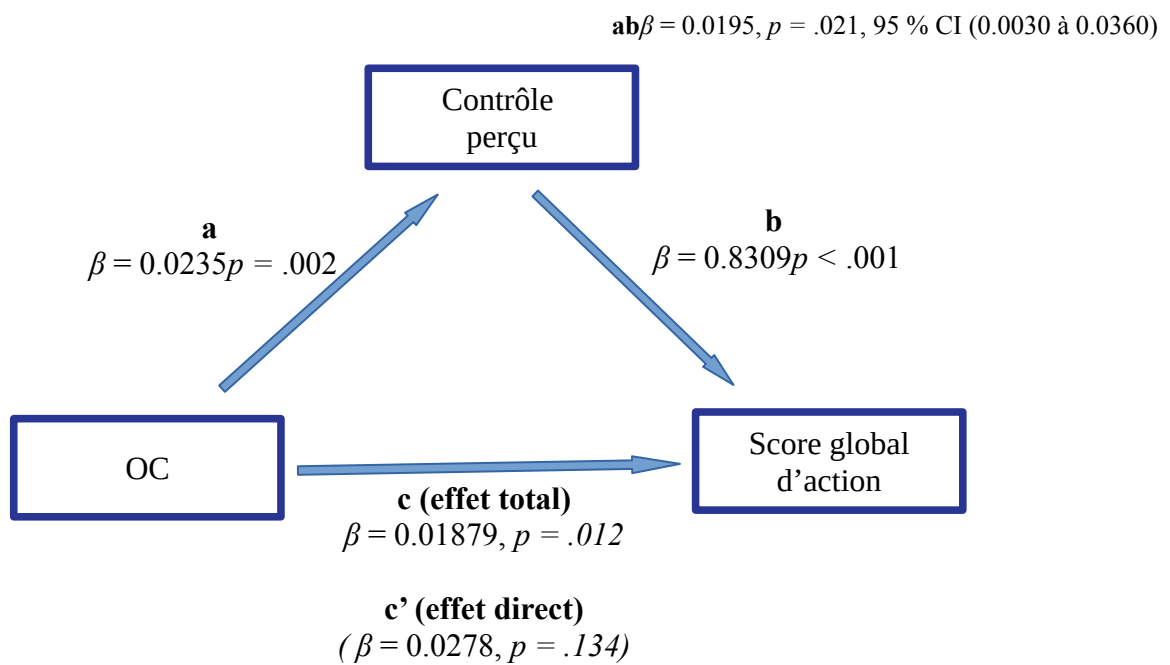 abβ = 0.0195, p = .021, 95 % CI (0.0030 à 0.0360)
Contrôle
perçu
a
β = 0.0235p = .002
b
β = 0.8309p < .001
OC
Score global
d’action
c (effet total)
β = 0.01879, p = .012
c’ (effet direct)
( β = 0.0278, p = .134)